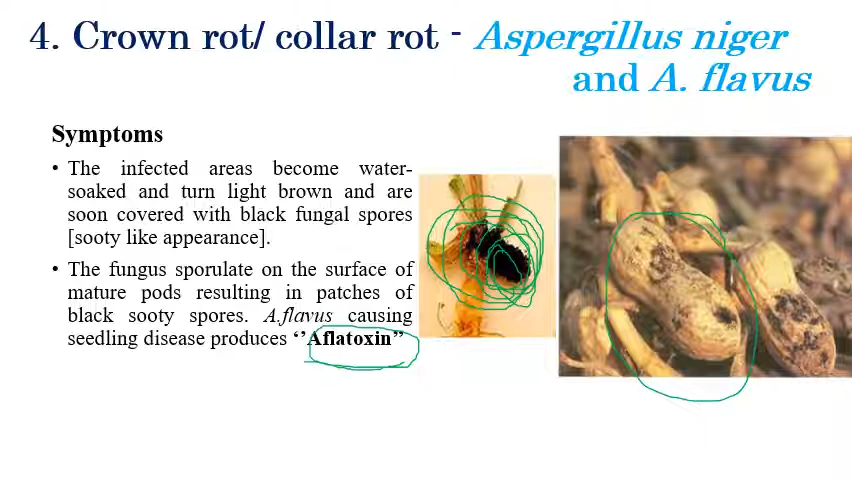 4. Crown rot/ collar rot - Aspergillus niger
and A. flavus
Symptoms
• The infected areas become water-
soaked and turn light brown and are
soon covered with black fungal spores
[sooty like appearance].
• The fungus sporulate on the surface of
mature pods resulting in patches of
black sooty spores. A.flavus causing
seedling disease produces ‘’Aflatoxin”